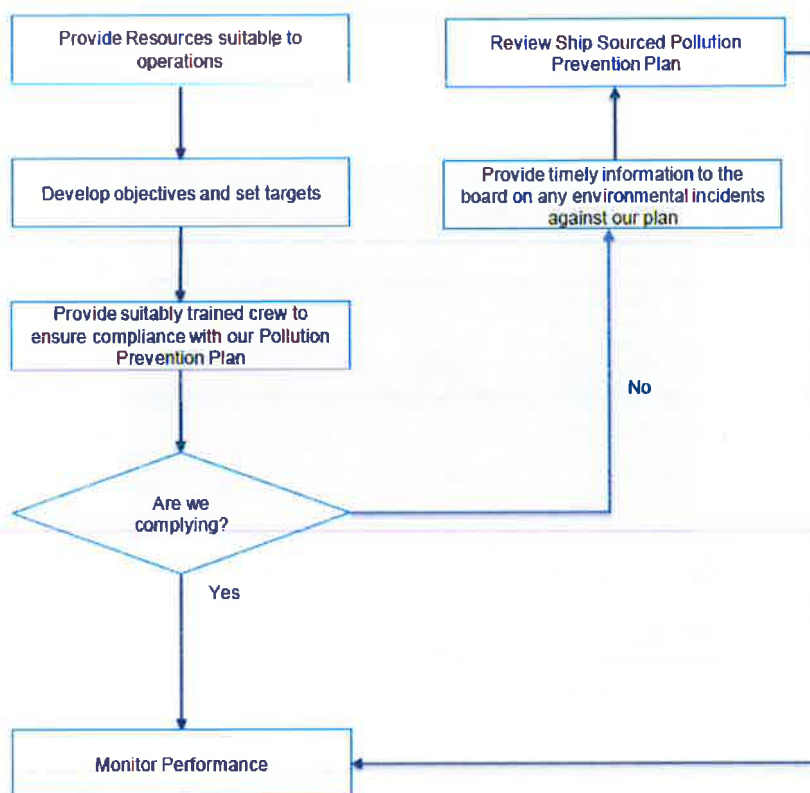 Provide Resources suitable to
operations
Develop objectives and set targets
Provide suitably trained crew to
ensure compliance with our Pollution
Prevention Plan
Are we
complying?
Yes
Monitor Performance
No
Provide timely information to the
board on any environmental incidents
against our plan
Review Ship Sourced Pollution
Prevention Plan